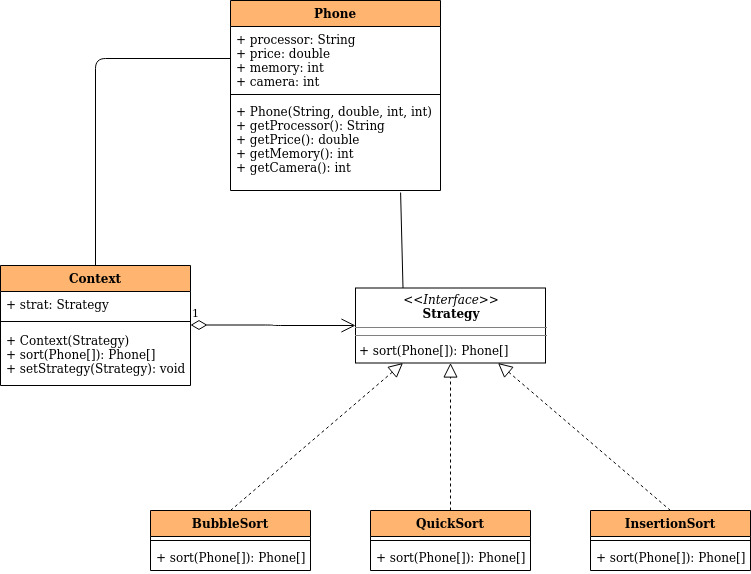 Phone
+ processor: String
+ price: double
+ memory: int
+ camera: int
+ Phone(String, double, int, int)
+ getProcessor(): String
+ getPrice(): double
+ getMemory(): int
+ getCamera(): int
Context
+ strat: Strategy
+ Context(Strategy)
+ sort(Phone[]): Phone[]
+ setStrategy(Strategy): void
1
<<Interface>>
Strategy
+ sort(Phone[]): Phone[]
BubbleSort
+ sort(Phone[]): Phone[]
QuickSort
+ sort(Phone[]): Phone[]
InsertionSort
+ sort(Phone[]): Phone[]